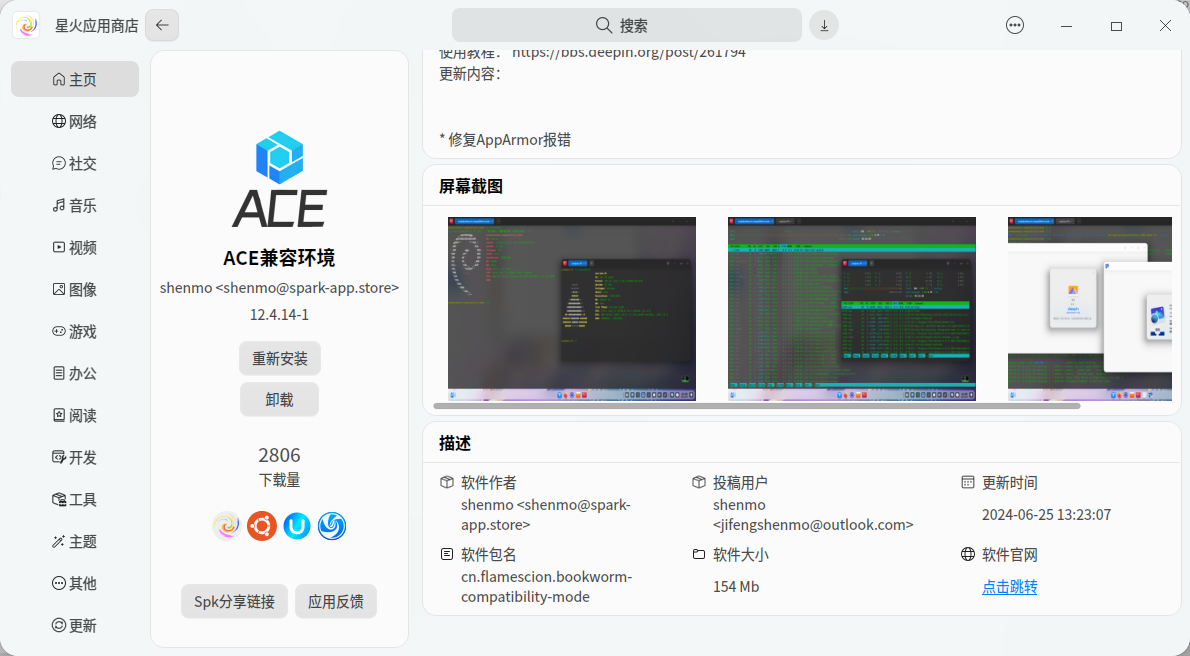 星火应用商店
搜索
主页
网络
社交
音乐
视频
图像
游戏
办公
阅读
开发
工具
主题
其他
更新
ACE
ACE兼容环境
shenmo <shenmo@spark-app.store>
12.4.14-1
重新安装
卸载
2806
下载量
Spk分享链接
应用反馈
使用教程： https://bbs.deepin.org/post/261794
更新内容：
* 修复AppArmor报错
屏幕截图
描述
软件作者
shenmo <shenmo@spark-
app.store>
投稿用户
shenmo
<jifengshenmo@outlook.com>
更新时间
2024-06-25 13:23:07
软件包名
cn.flamescion.bookworm-
compatibility-mode
软件大小
154 Mb
软件官网
点击跳转